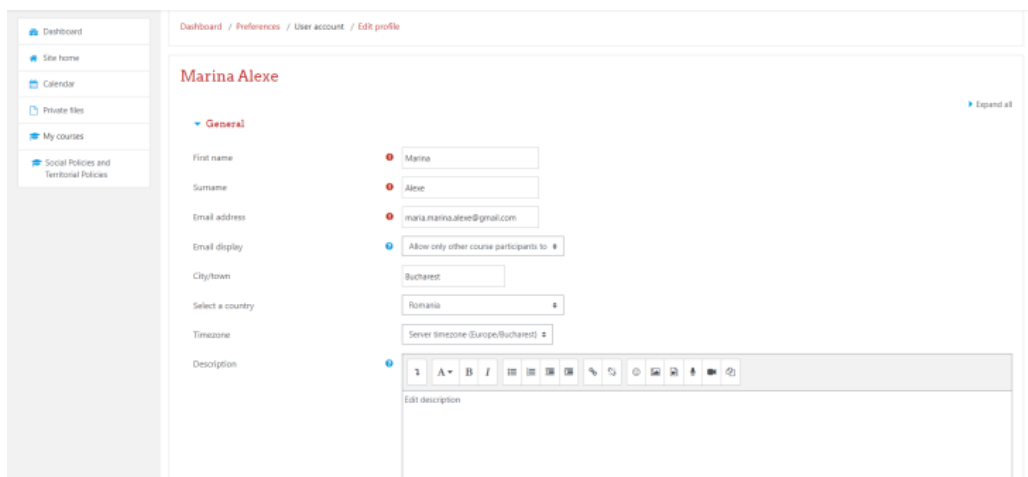 Dashboard
Site home
Calendar
Private files
My courses
Social Policies and
Territorial Policies
Dashboard / Preferences / User account / Edit profile
Marina Alexe
Expand all
General
First name
Marina
Surname
Alexe
Email address
maria.marina.alexe@gmail.com
Email display
Allow only other course participants to
City/town
Bucharest
Select a country
Romania
Timezone
Server timezone (Europe/Bucharest)
Description
A B I
Edit description